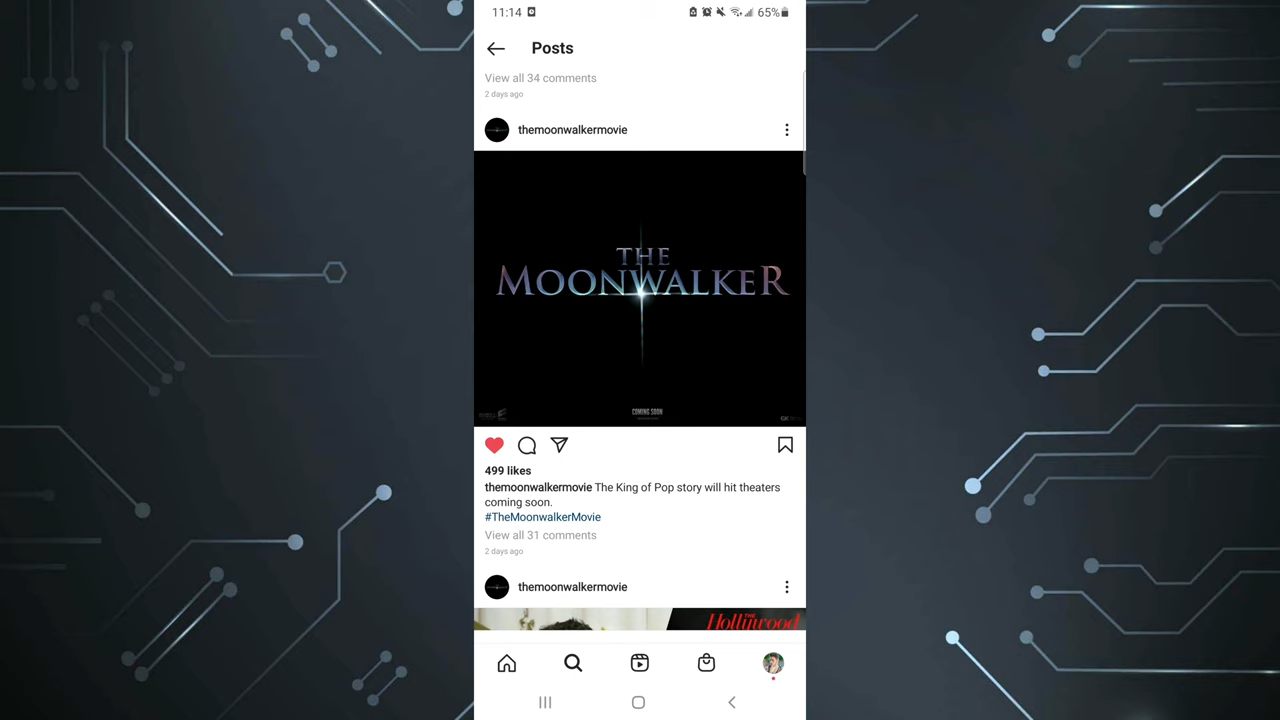 11:14 65%
Posts
View all 34 comments
2 days ago
themoonwalkermovie
THE
MOONWALKER
COMING SOON
499 likes
themoonwalkermovie The King of Pop story will hit theaters
coming soon.
#TheMoonwalkerMovie
View all 31 comments
2 days ago
themoonwalkermovie
THE
Hollywood